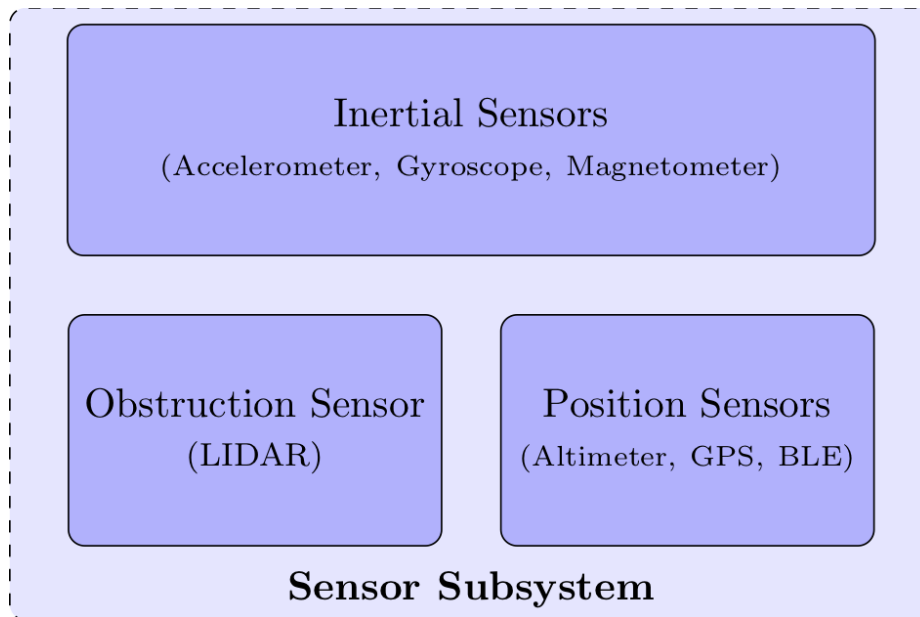 Inertial Sensors
(Accelerometer, Gyroscope, Magnetometer)
Obstruction Sensor
(LIDAR)
Position Sensors
(Altimeter, GPS, BLE)
Sensor Subsystem